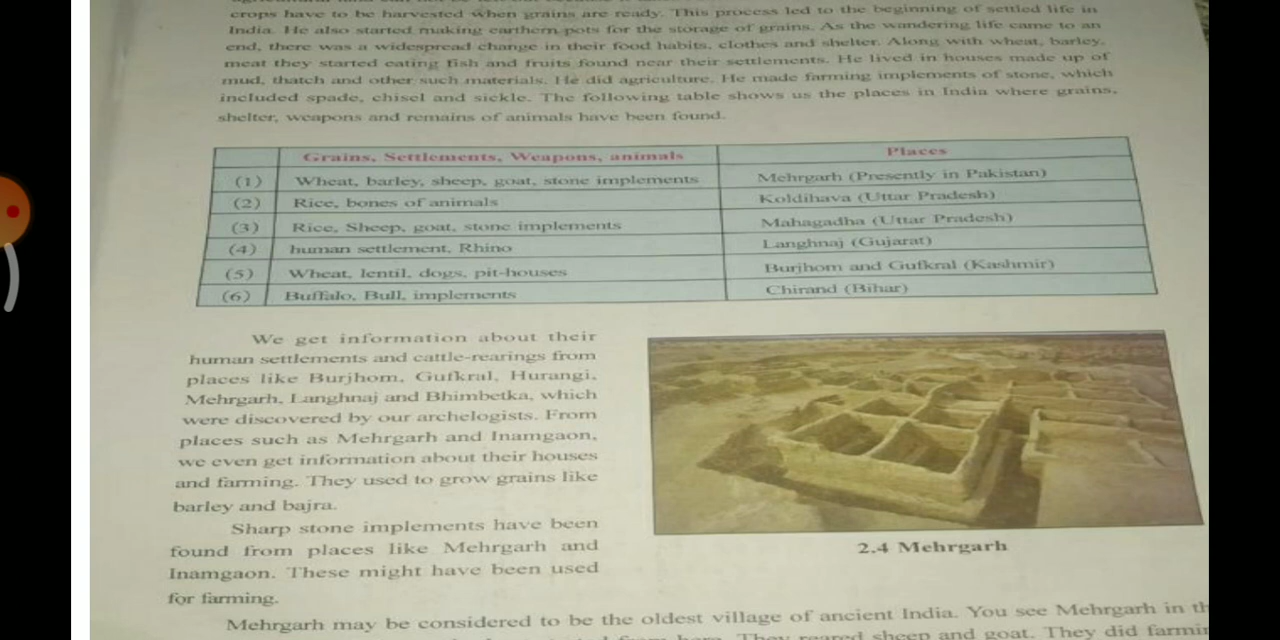 crops have to be harvested when grains are ready. This process led to the beginning of settled life in
India. He also started making earthern pots for the storage of grains. As the wandering life came to an
end, there was a widespread change in their food habits, clothes and shelter. Along with wheat, barley,
meat they started eating fish and fruits found near their settlements. He lived in houses made up of
mud, thatch and other such materials. He did agriculture. He made farming implements of stone, which
included spade, chisel and sickle. The following table shows us the places in India where grains,
shelter, weapons and remains of animals have been found.
Grains, Settlements, Weapons, animals Places
(1) Wheat, barley, sheep, goat, stone implements Mehrgarh (Presently in Pakistan)
(2) Rice, bones of animals Koldihava (Uttar Pradesh)
(3) Rice, Sheep, goat, stone implements Mahagadha (Uttar Pradesh)
(4) human settlement, Rhino Langhnaj (Gujarat)
(5) Wheat, lentil, dogs, pit-houses Burjhom and Gufkral (Kashmir)
(6) Buffalo, Bull, implements Chirand (Bihar)
We get information about their
human settlements and cattle-rearings from
places like Burjhom, Gufkral, Hurangi,
Mehrgarh, Langhnaj and Bhimbetka, which
were discovered by our archelogists. From
places such as Mehrgarh and Inamgaon,
we even get information about their houses
and farming. They used to grow grains like
barley and bajra.
Sharp stone implements have been
found from places like Mehrgarh and
Inamgaon. These might have been used
for farming.
2.4 Mehrgarh
Mehrgarh may be considered to be the oldest village of ancient India. You see Mehrgarh in th
from here. They reared sheep and goat. They did farmin